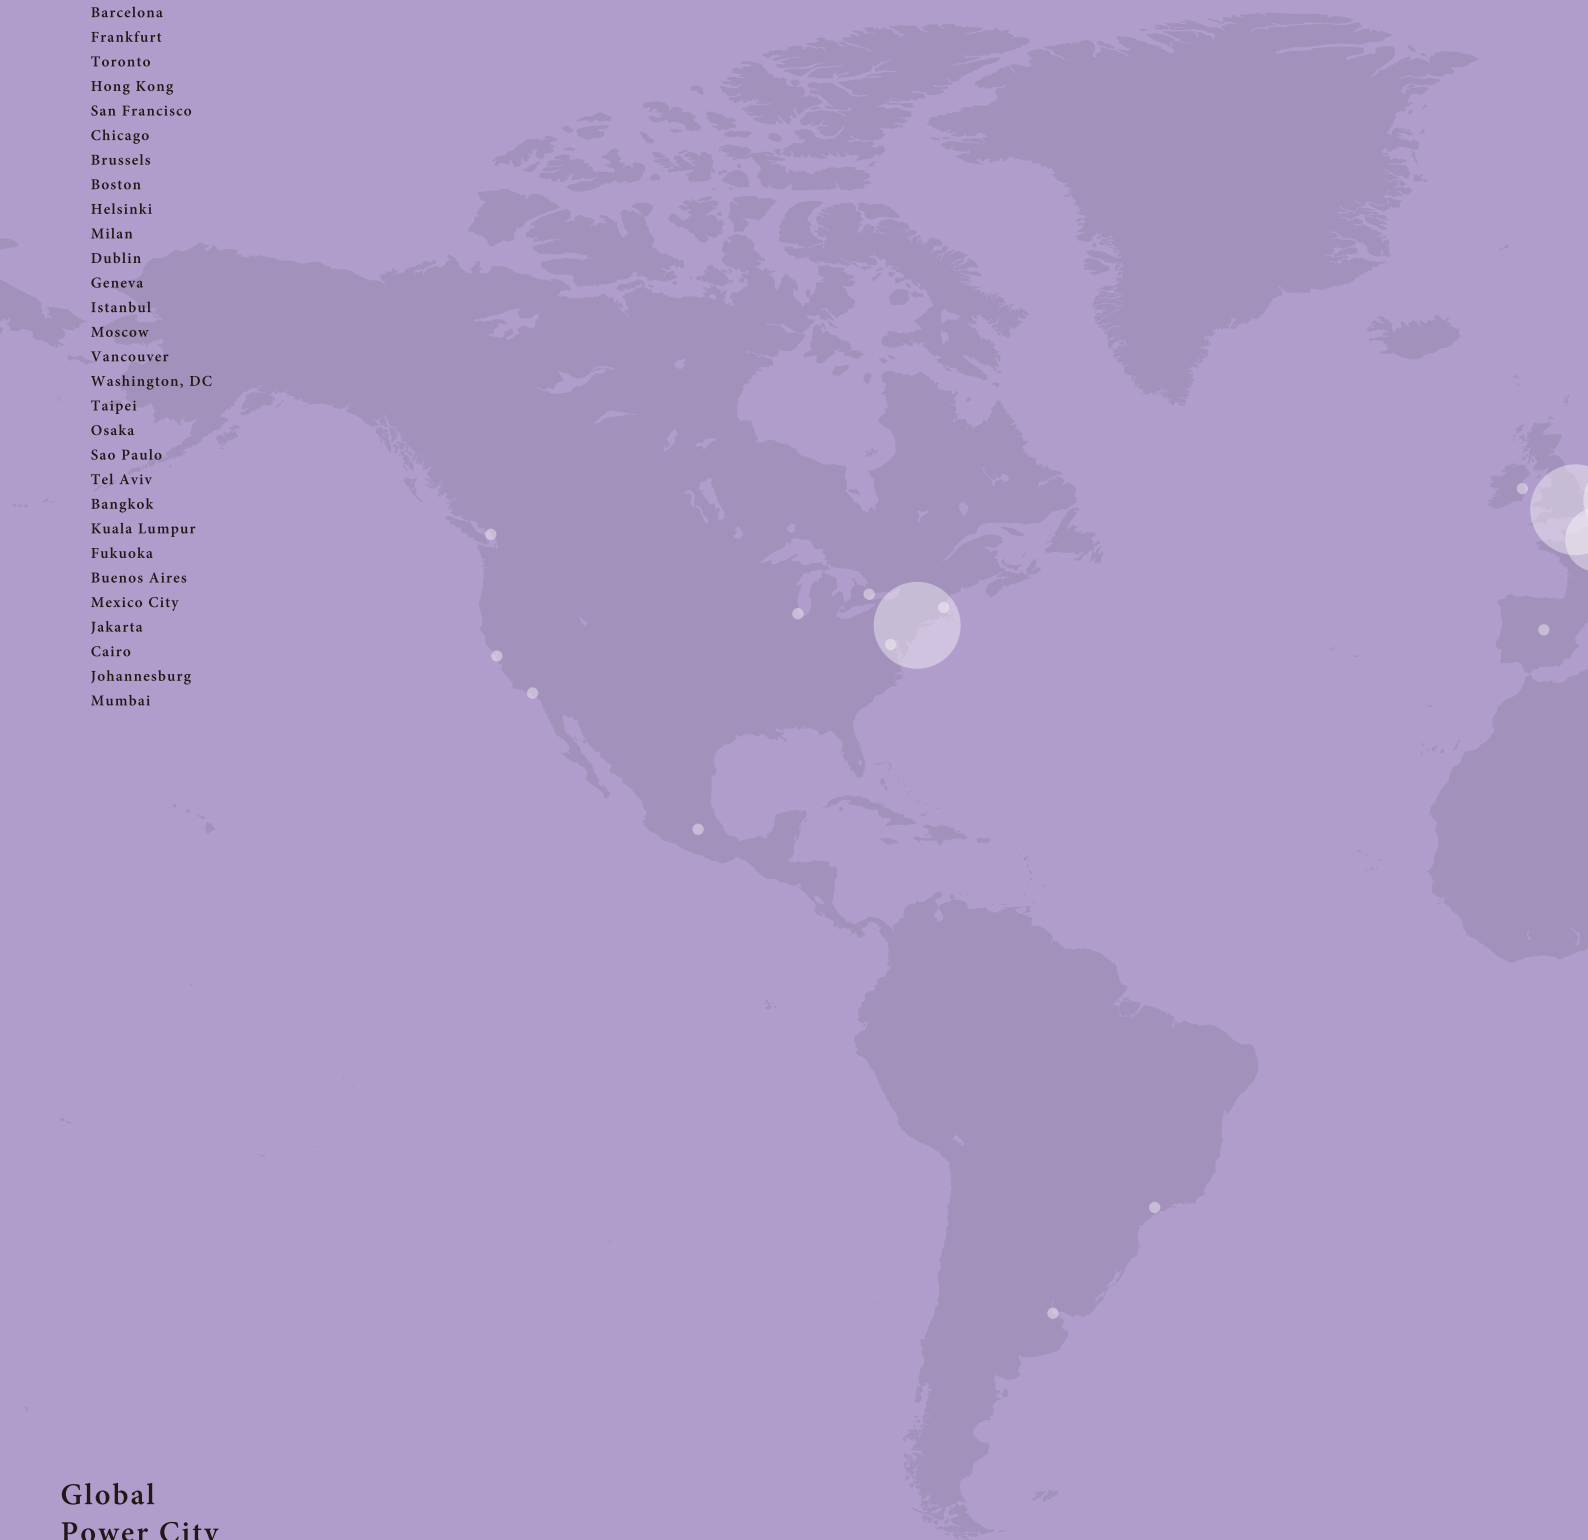 Barcelona
Frankfurt
Toronto
Hong Kong
San Francisco
Chicago
Brussels
Boston
Helsinki
Milan
Dublin
Geneva
Istanbul
Moscow
Vancouver
Washington, DC
Taipei
Osaka
Sao Paulo
Tel Aviv
Bangkok
Kuala Lumpur
Fukuoka
Buenos Aires
Mexico City
Jakarta
Cairo
Johannesburg
Mumbai
Global
Power City